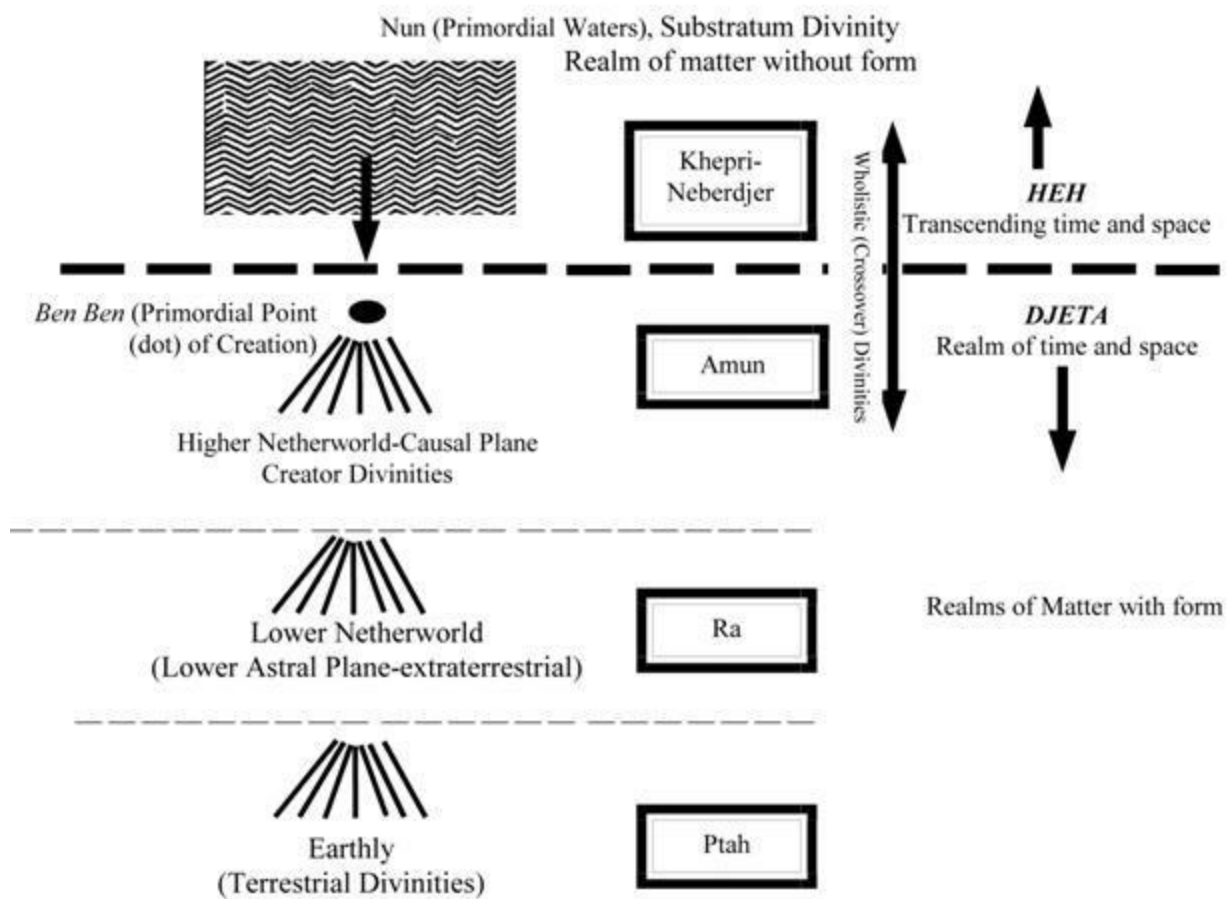 Nun (Primordial Waters), Substratum Divinity
Realm of matter without form
Khepri-
Neberdjer
Wholistic (Crossover) Divinities
HEH
Transcending time and space
Ben Ben (Primordial Point
(dot) of Creation)
Amun
DJETA
Realm of time and space
Higher Netherworld-Causal Plane
Creator Divinities
Lower Netherworld
(Lower Astral Plane-extraterrestrial)
Ra
Realms of Matter with form
Earthly
(Terrestrial Divinities)
Ptah